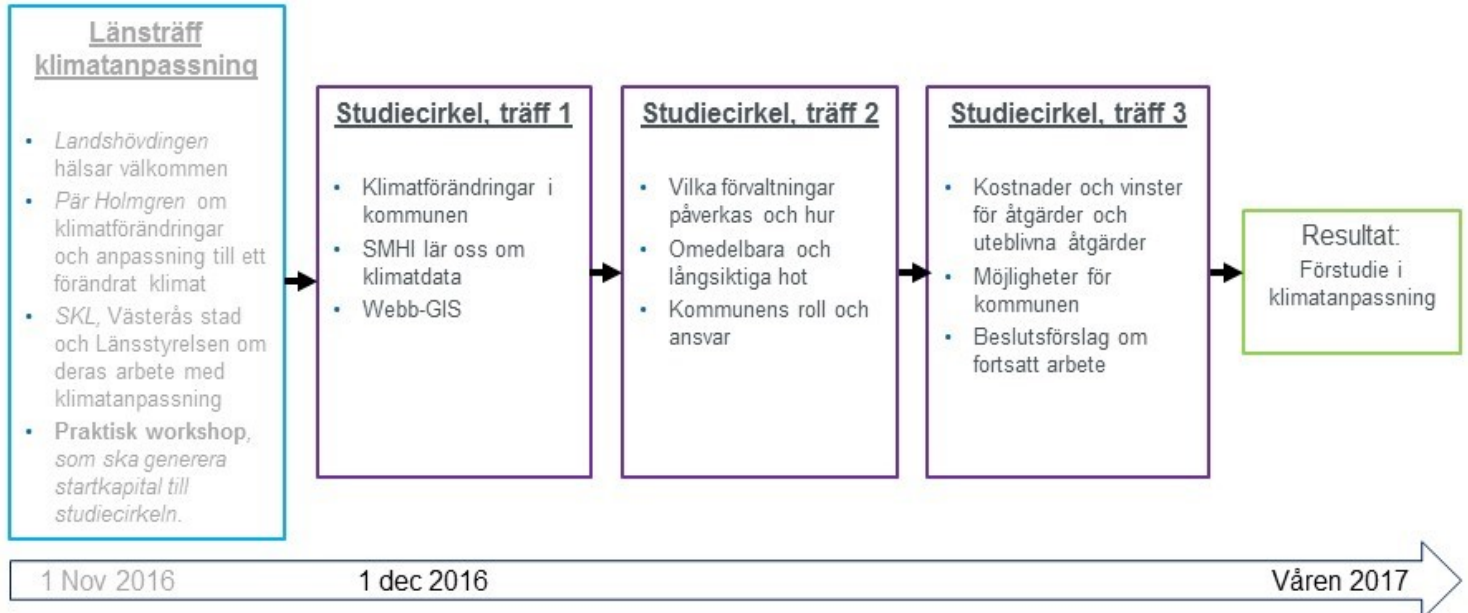 Länsträff
klimatanpassning
• Landshövdingen
hälsar välkommen
• Pär Holmgren om
klimatförändringar
och anpassning till ett
förändrat klimat
• SKL, Västerås stad
och Länsstyrelsen om
deras arbete med
klimatanpassning
• Praktisk workshop,
som ska generera
startkapital till
studiecirkeln.
Studiecirkel, träff 1
• Klimatförändringar i
kommunen
• SMHI lär oss om
klimatdata
• Webb-GIS
Studiecirkel, träff 2
• Vilka förvaltningar
påverkas och hur
• Omedelbara och
långsiktiga hot
• Kommunens roll och
ansvar
Studiecirkel, träff 3
• Kostnader och vinster
för åtgärder och
uteblivna åtgärder
• Möjligheter för
kommunen
• Beslutsförslag om
fortsatt arbete
Resultat:
Förstudie i
klimatanpassning
1 Nov 2016
1 dec 2016
Våren 2017